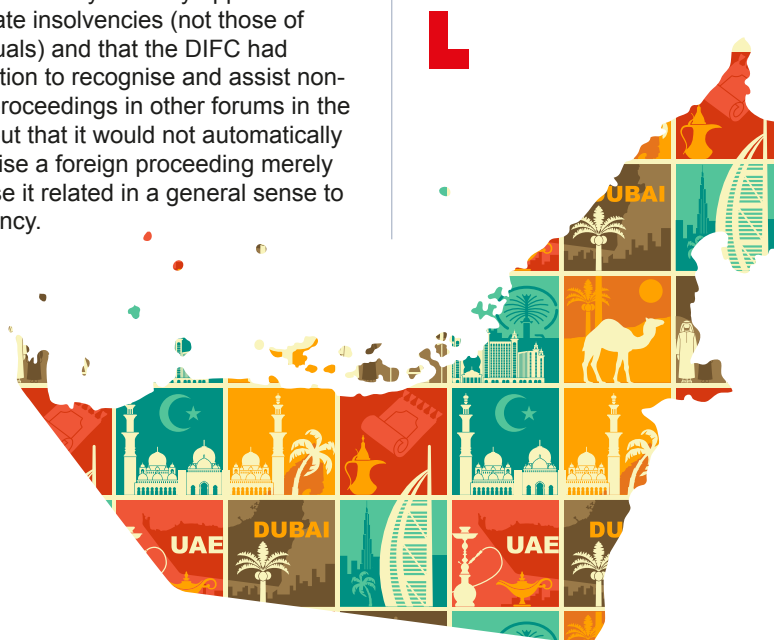 ate insolvencies (not those of
uals) and that the DIFC had
tion to recognise and assist non-
roceedings in other forums in the
ut that it would not automatically
ise a foreign proceeding merely
se it related in a general sense to
ncy.
UBAI
UAE
DUBAI
UAE
DU